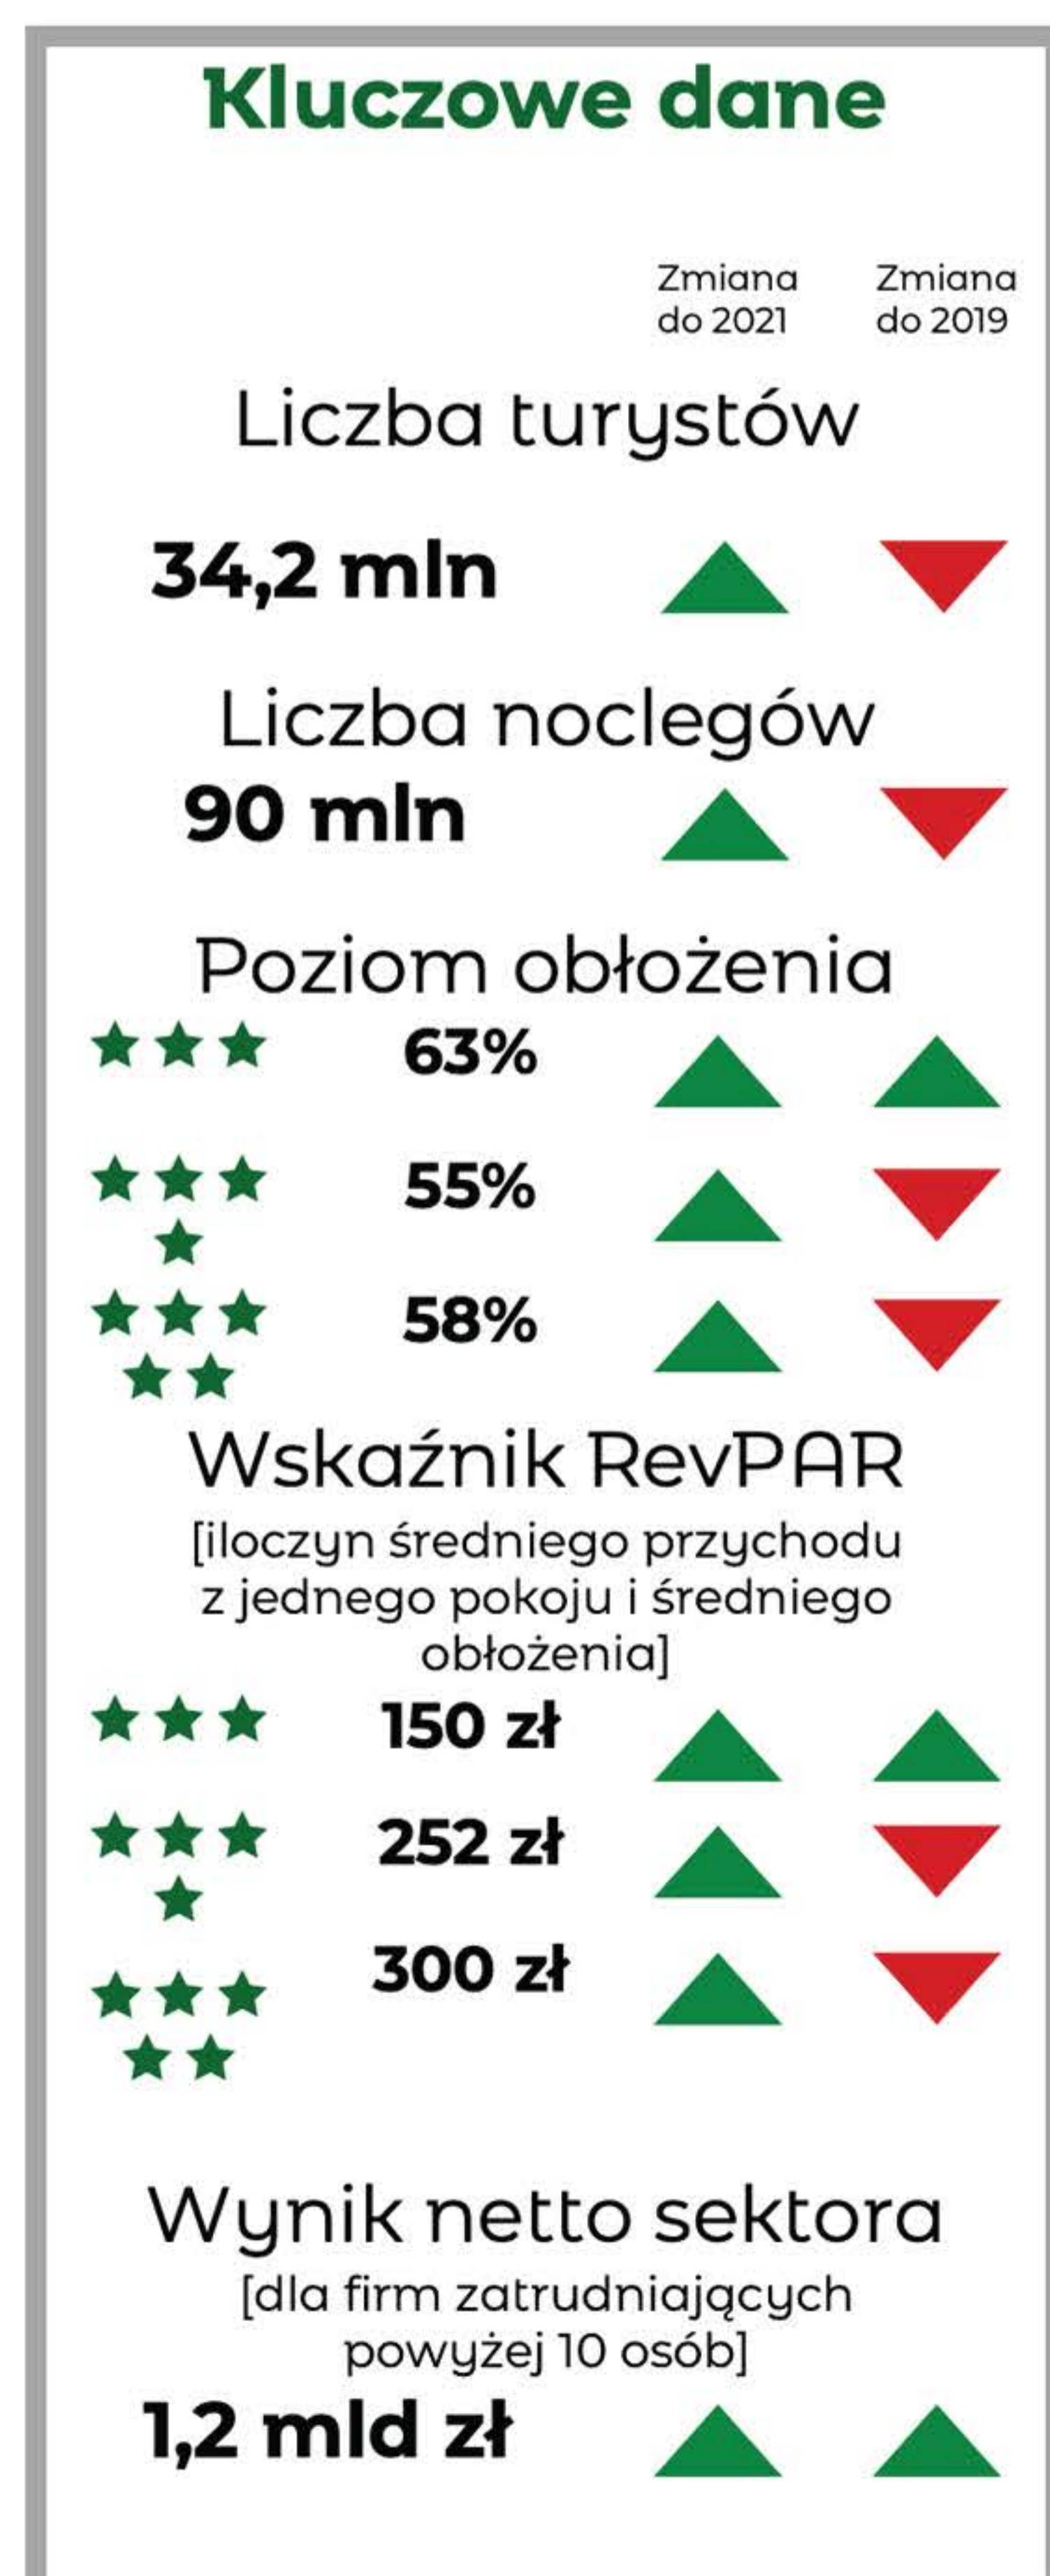 Kluczowe dane
Zmiana
do 2021
Zmiana
do 2019
Liczba turystów
34,2 mln
Liczba noclegów
90 mln
Poziom obłożenia
63%
55%
58%
Wskaźnik RevPAR
[iloczyn średniego przychodu
z jednego pokoju i średniego
obłożenia]
150 zł
252 zł
300 zł
Wynik netto sektora
[dla firm zatrudniających
powyżej 10 osób]
1,2 mld zł